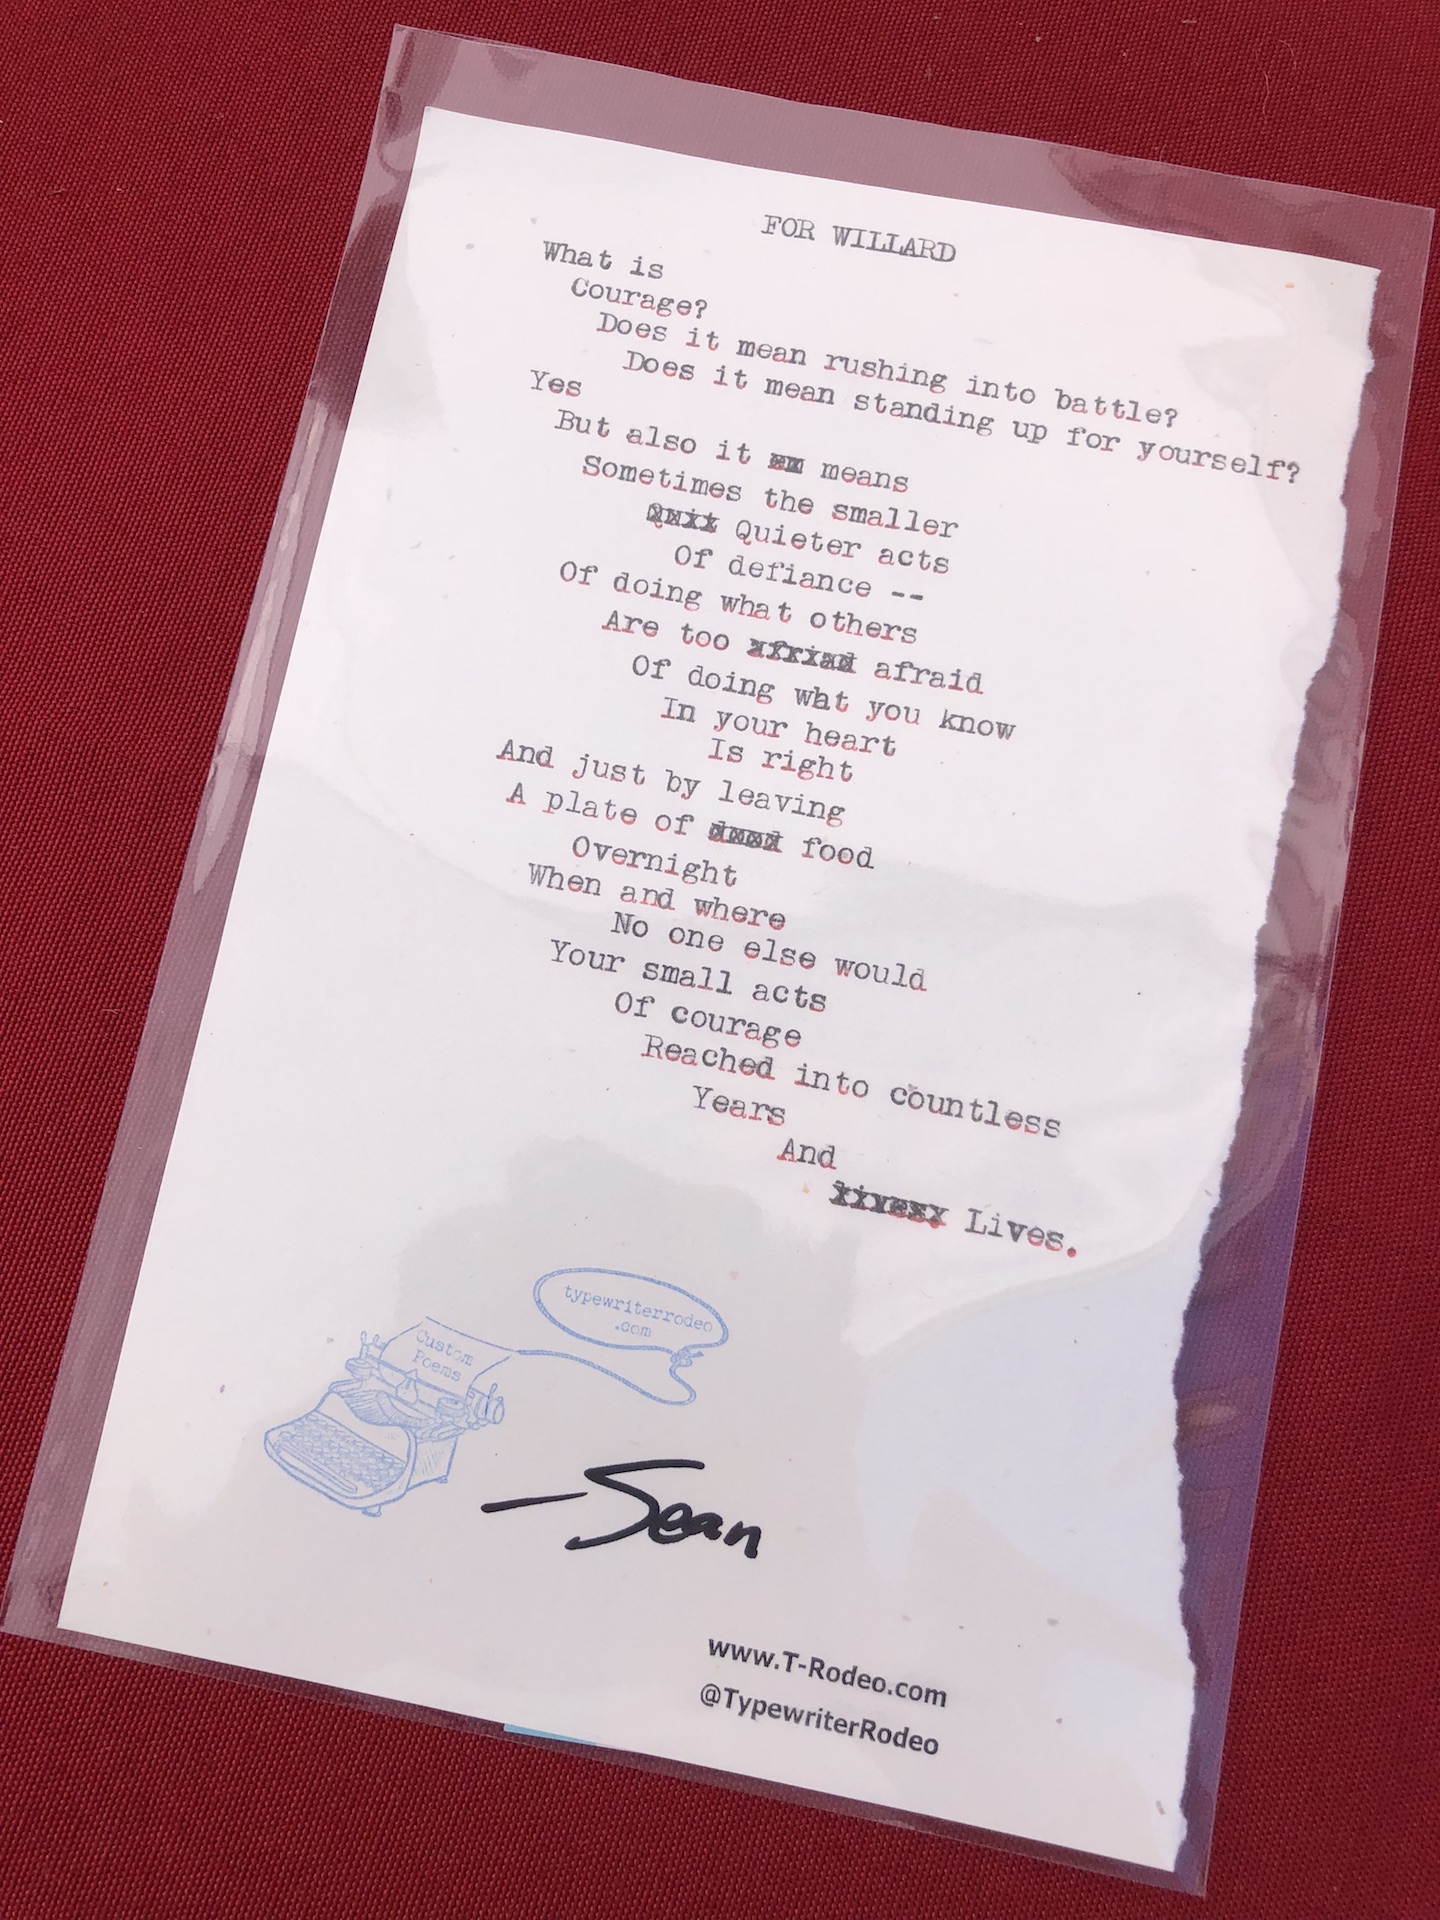 FOR WILLARD
What is
Courage?
Does it mean rushing into battle?
Does it mean standing up for yourself?
Yes
But also it means
Sometimes the smaller
Quieter acts
Of defiance --
Of doing what others
Are too afriad afraid
Of doing what you know
In your heart
Is right
And just by leaving
A plate of food
Overnight
When and where
No one else would
Your small acts
Of courage
Reached into countless
Years
And
Lives.
typewriterrodeo
.com
Custom
Poems
—Sean
www.T-Rodeo.com
@TypewriterRodeo